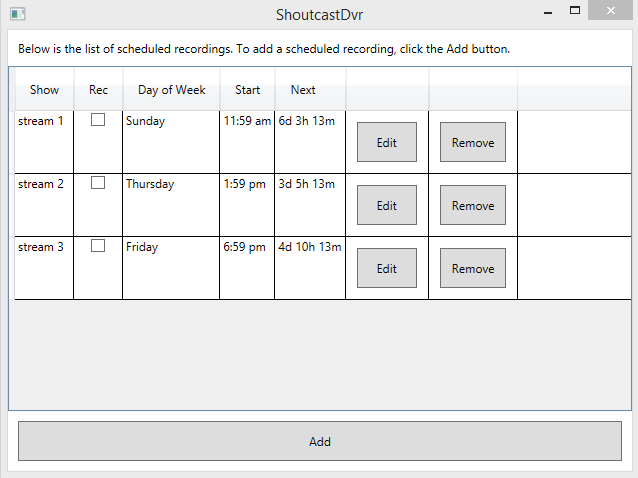 ShoutcastDvr
Below is the list of scheduled recordings. To add a scheduled recording, click the Add button.
Show Rec Day of Week Start Next
stream 1 Sunday 11:59 am 6d 3h 13m Edit Remove
stream 2 Thursday 1:59 pm 3d 5h 13m Edit Remove
stream 3 Friday 6:59 pm 4d 10h 13m Edit Remove
Add